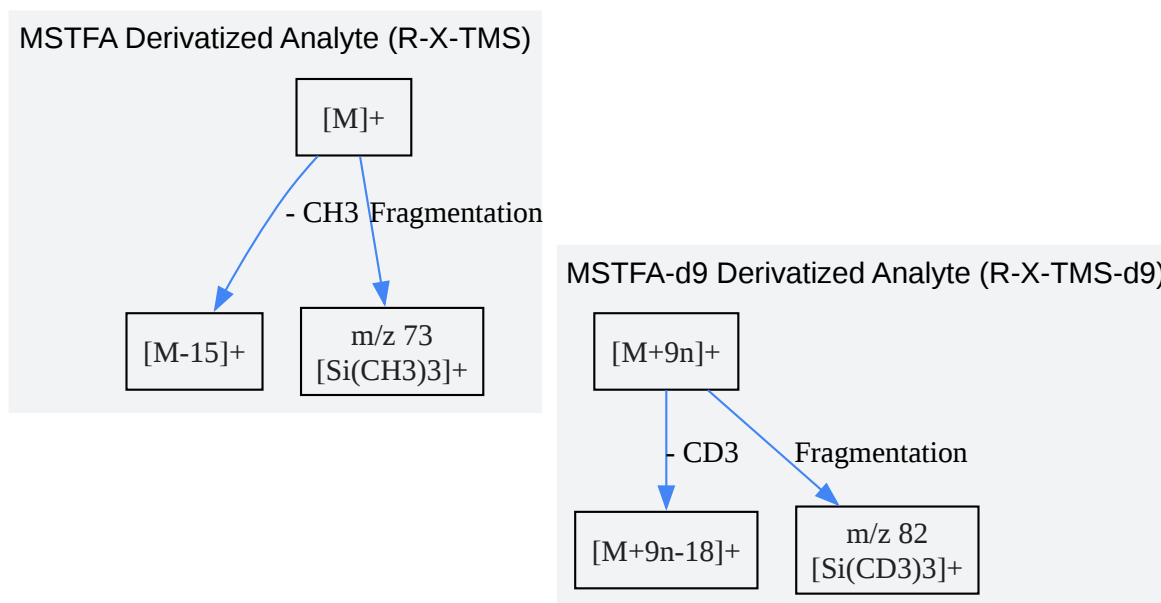 MSTFA Derivatized Analyte (R-X-TMS)
[M]+
- CH3
Fragmentation
[M-15]+
m/z 73
[Si(CH3)3]+
MSTFA-d9 Derivatized Analyte (R-X-TMS-d9)
[M+9n]+
- CD3
Fragmentation
[M+9n-18]+
m/z 82
[Si(CD3)3]+